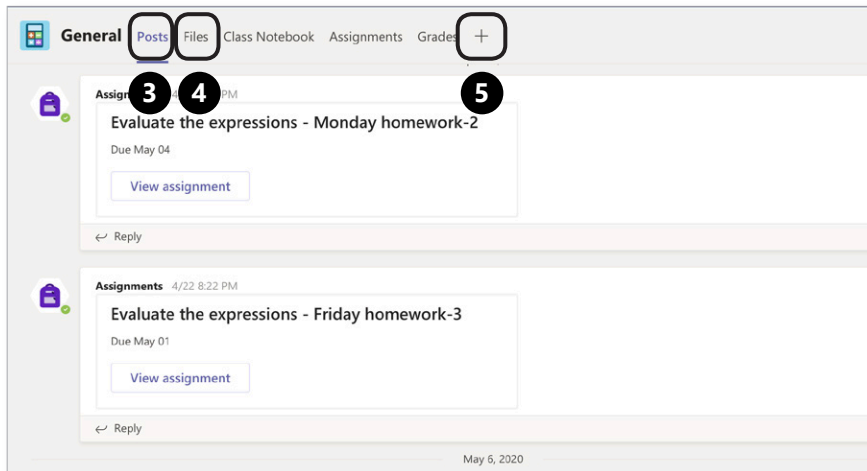 General Posts Files Class Notebook Assignments Grades +
3 4 5
PM
Evaluate the expressions - Monday homework-2
Due May 04
View assignment
Reply
Assignments 4/22 8:22 PM
Evaluate the expressions - Friday homework-3
Due May 01
View assignment
Reply
May 6, 2020